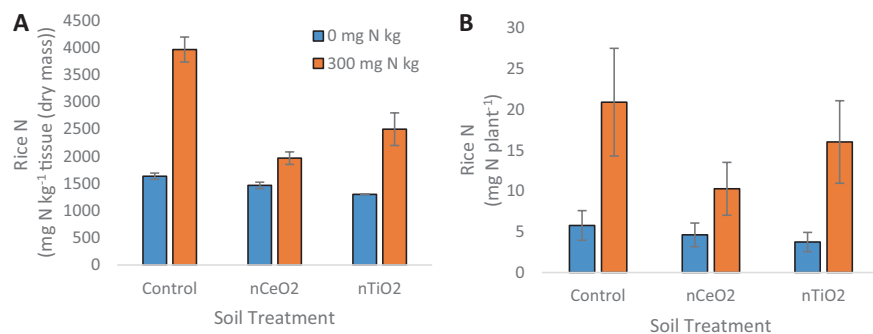 A
Rice N
(mg N kg⁻¹ tissue (dry mass))
4500
4000
3500
3000
2500
2000
1500
1000
500
0
0 mg N kg
300 mg N kg
Control
nCeO2
nTiO2
Soil Treatment
B
Rice N
(mg N plant⁻¹)
30
25
20
15
10
5
0
Control
nCeO2
nTiO2
Soil Treatment